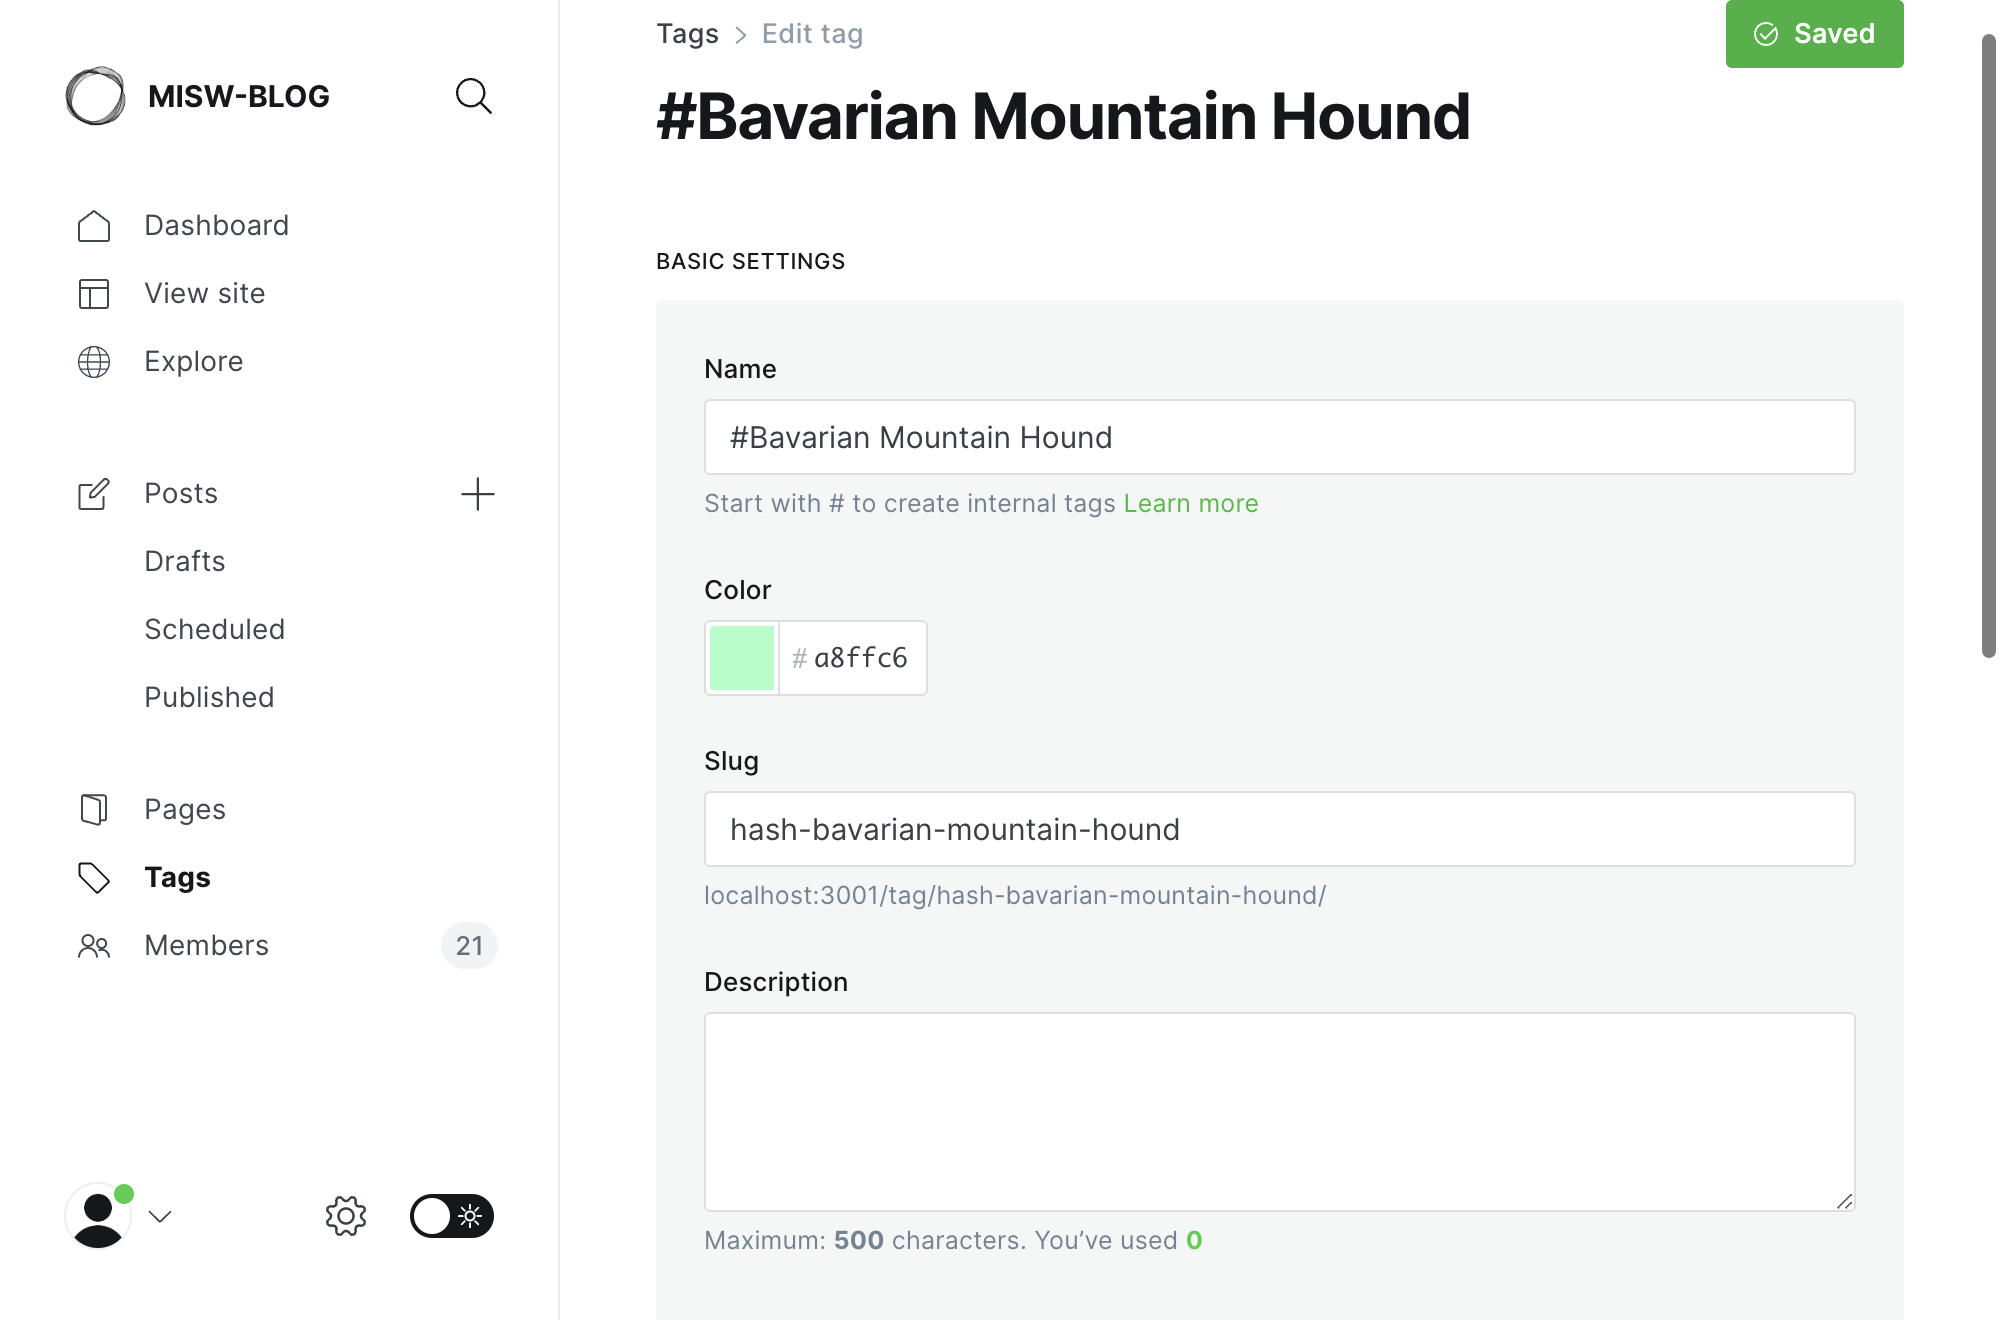 MISW-BLOG
Dashboard
View site
Explore
Posts
Drafts
Scheduled
Published
Pages
Tags
Members 21
Tags > Edit tag
Saved
#Bavarian Mountain Hound
BASIC SETTINGS
Name
#Bavarian Mountain Hound
Start with # to create internal tags Learn more
Color
# a8ffc6
Slug
hash-bavarian-mountain-hound
localhost:3001/tag/hash-bavarian-mountain-hound/
Description
Maximum: 500 characters. You’ve used 0